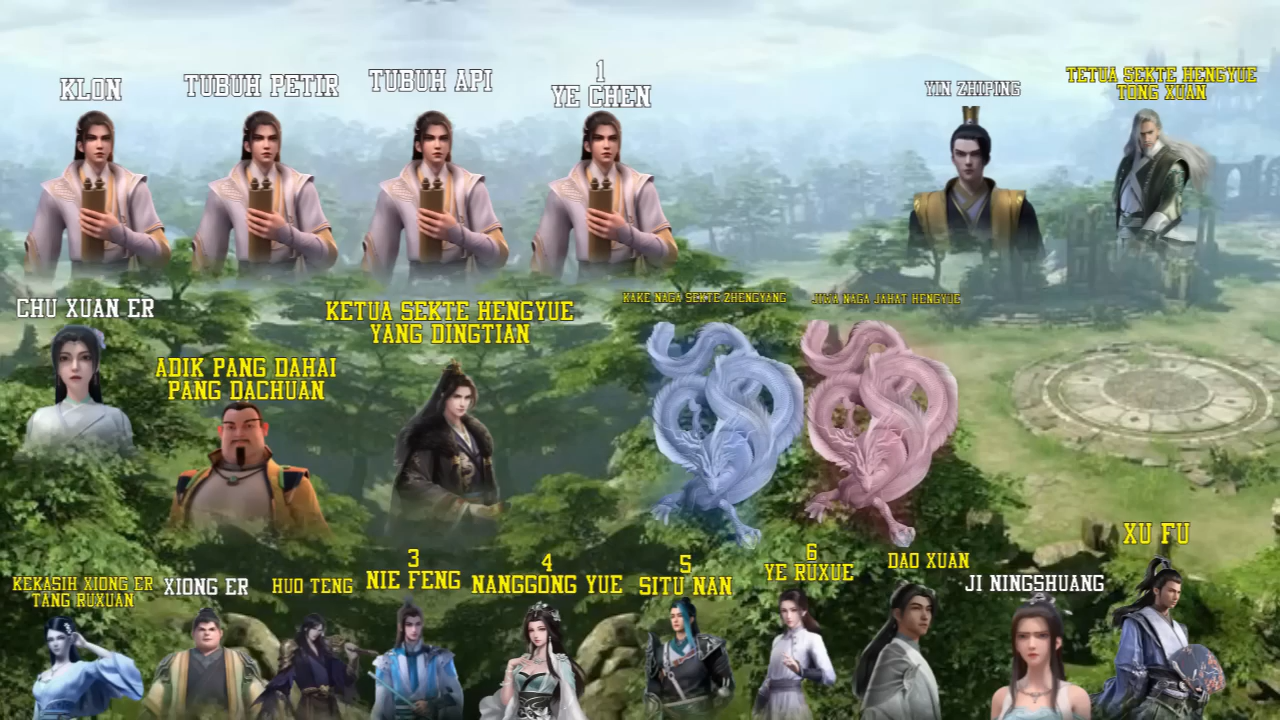 KLON
TUBUH PETIR
TUBUH API
1
YE CHEN
YIN ZHIPING
TETUA SEKTE HENGYUE
TONG XUAN
CHU XUAN ER
ADIK PANG DAHAI
PANG DACHUAN
KETUA SEKTE HENGYUE
YANG DINGTIAN
KAKE NAGA SEKTE ZHENGYANG
JIWA NAGA JAHAT HENGYUE
KEKASIH XIONG ER
TANG RUXUAN
XIONG ER
HUO TENG
3
NIE FENG
4
NANGGONG YUE
5
SITU NAN
6
YE RUXUE
DAO XUAN
JI NINGSHUANG
XU FU